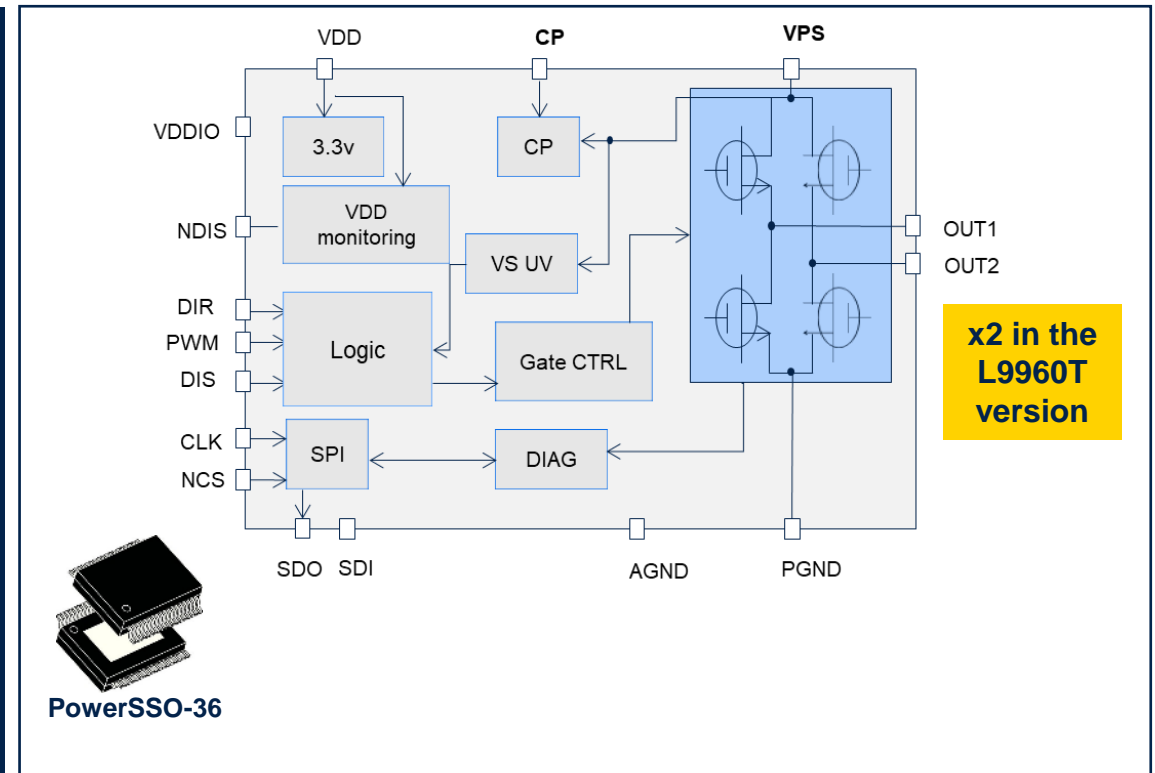 VDD
CP
VPS
VDDIO
3.3v
CP
VDD
monitoring
NDIS
VS UV
OUT1
OUT2
DIR
PWM
DIS
Logic
Gate CTRL
x2 in the
L9960T
version
CLK
NCS
SPI
DIAG
SDO
SDI
AGND
PGND
PowerSSO-36